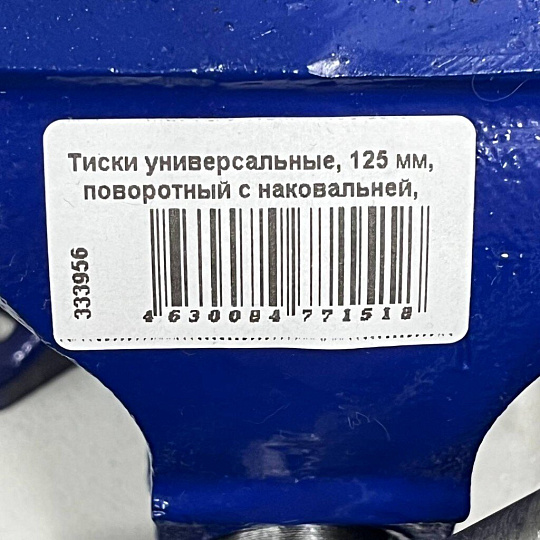 Тиски универсальные, 125 мм,
поворотный с наковальней,
333956
4 630084 771518